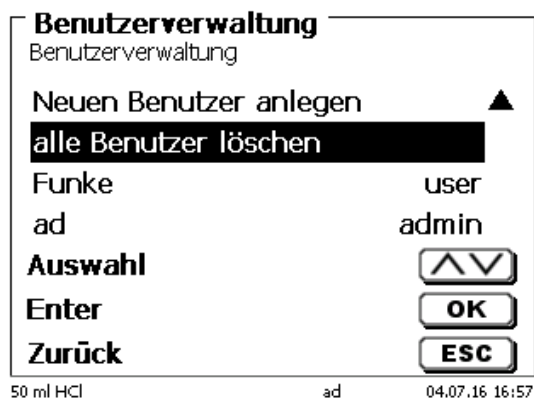 Benutzerverwaltung
Benutzerverwaltung
Neuen Benutzer anlegen
alle Benutzer löschen
Funke user
ad admin
Auswahl
Enter OK
Zurück ESC
50 ml HCl ad 04.07.16 16:57